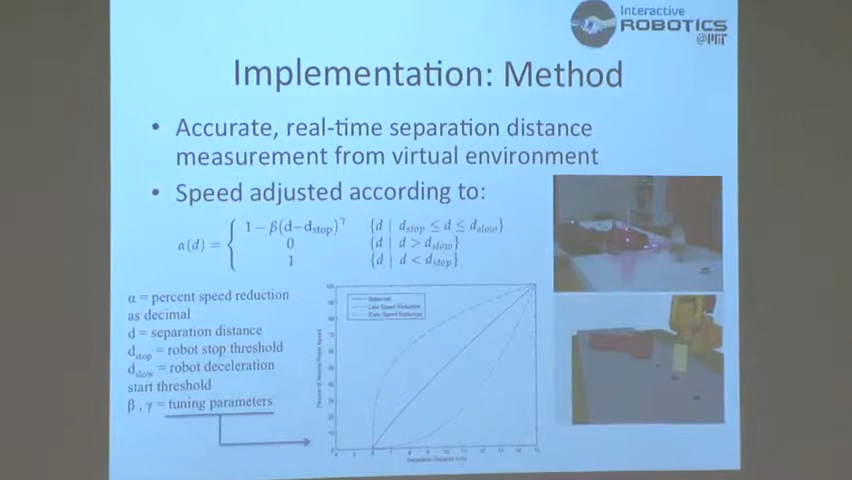 Interactive
ROBOTICS
@MIT
Implementation: Method
• Accurate, real-time separation distance
measurement from virtual environment
• Speed adjusted according to:
α(d) = { 1 − β(d−d_stop)^γ {d | d_stop ≤ d ≤ d_slow}
0 {d | d > d_slow}
1 {d | d < d_stop}
α = percent speed reduction
as decimal
d = separation distance
d_stop = robot stop threshold
d_slow = robot deceleration
start threshold
β , γ = tuning parameters
Balanced
Late Speed Reduction
Early Speed Reduction